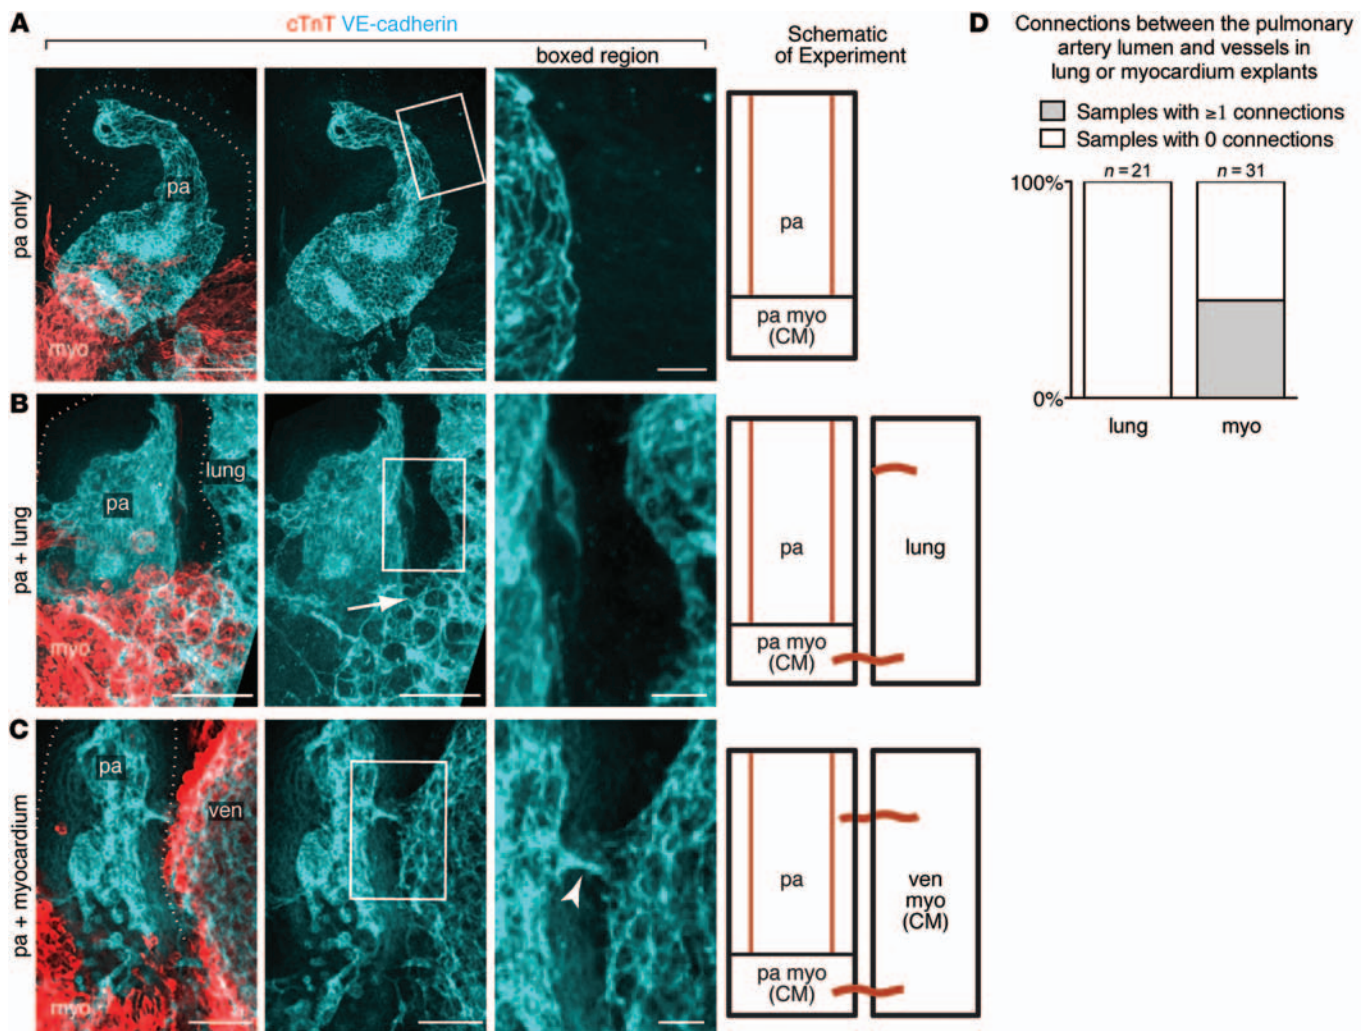 A
cTnT VE-cadherin
boxed region
Schematic
of Experiment
pa only
pa
myo
pa
pa myo
(CM)
B
pa + lung
pa
lung
myo
pa
lung
pa myo
(CM)
C
pa + myocardium
pa
ven
myo
pa
ven
myo
(CM)
pa myo
(CM)
D
Connections between the pulmonary
artery lumen and vessels in
lung or myocardium explants
Samples with ≥1 connections
Samples with 0 connections
n = 21
n = 31
100%
0%
lung
myo